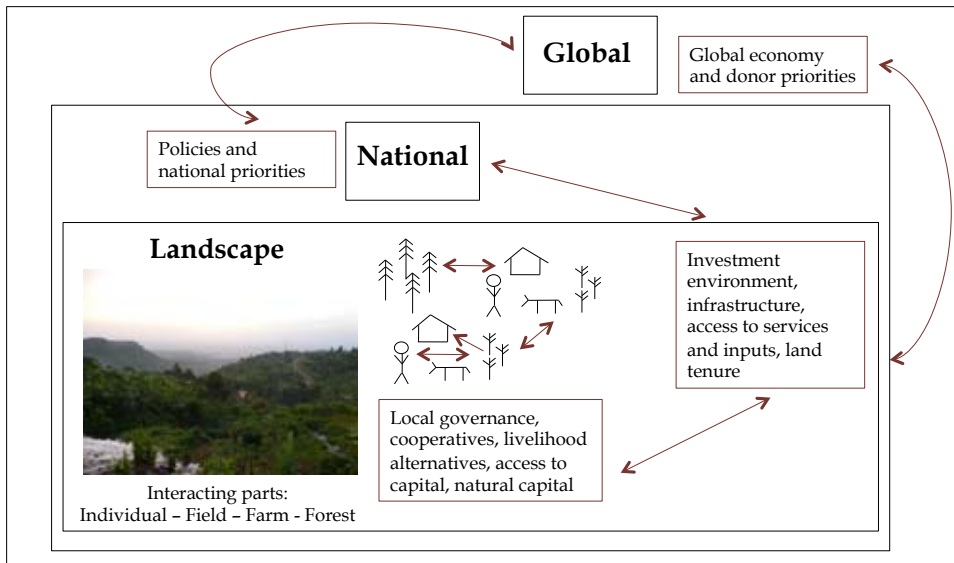 Global
Global economy
and donor priorities
Policies and
national priorities
National
Landscape
Investment
environment,
infrastructure,
access to services
and inputs, land
tenure
Local governance,
cooperatives, livelihood
alternatives, access to
capital, natural capital
Interacting parts:
Individual – Field – Farm - Forest